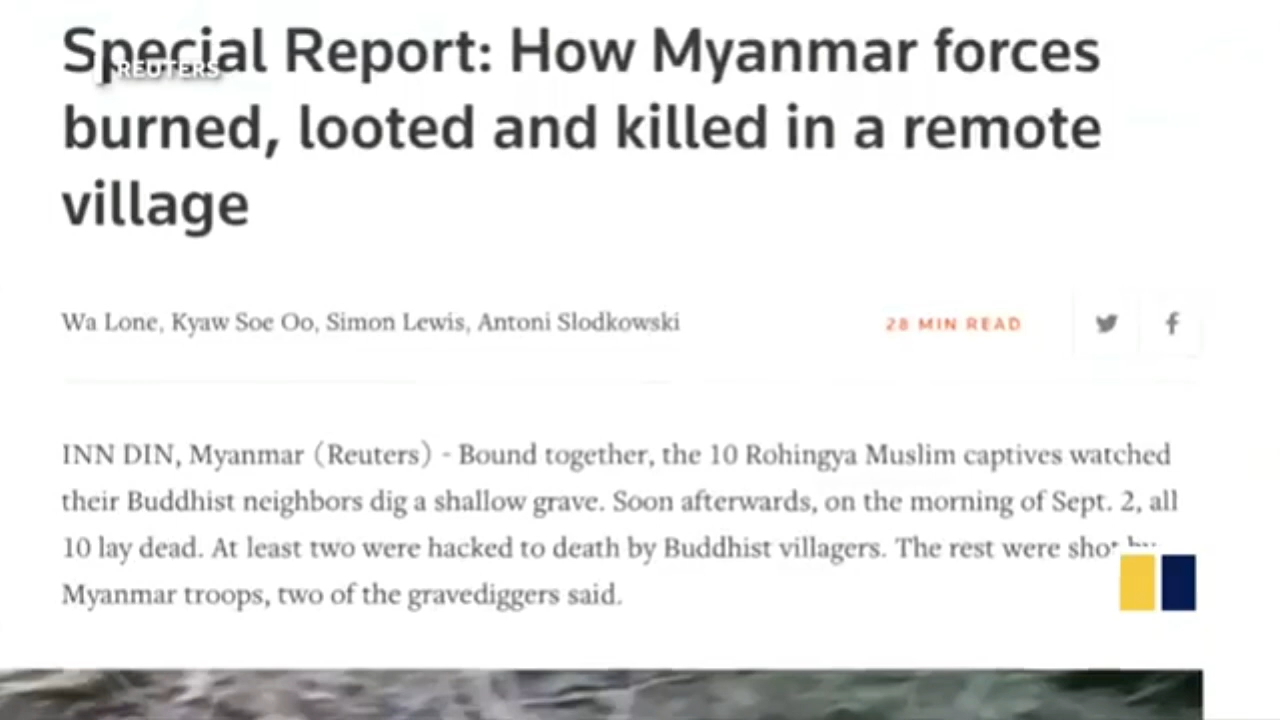 Special Report: How Myanmar forces
REUTERS
burned, looted and killed in a remote
village
Wa Lone, Kyaw Soe Oo, Simon Lewis, Antoni Slodkowski
28 MIN READ
INN DIN, Myanmar (Reuters) - Bound together, the 10 Rohingya Muslim captives watched
their Buddhist neighbors dig a shallow grave. Soon afterwards, on the morning of Sept. 2, all
10 lay dead. At least two were hacked to death by Buddhist villagers. The rest were shot
Myanmar troops, two of the gravediggers said.